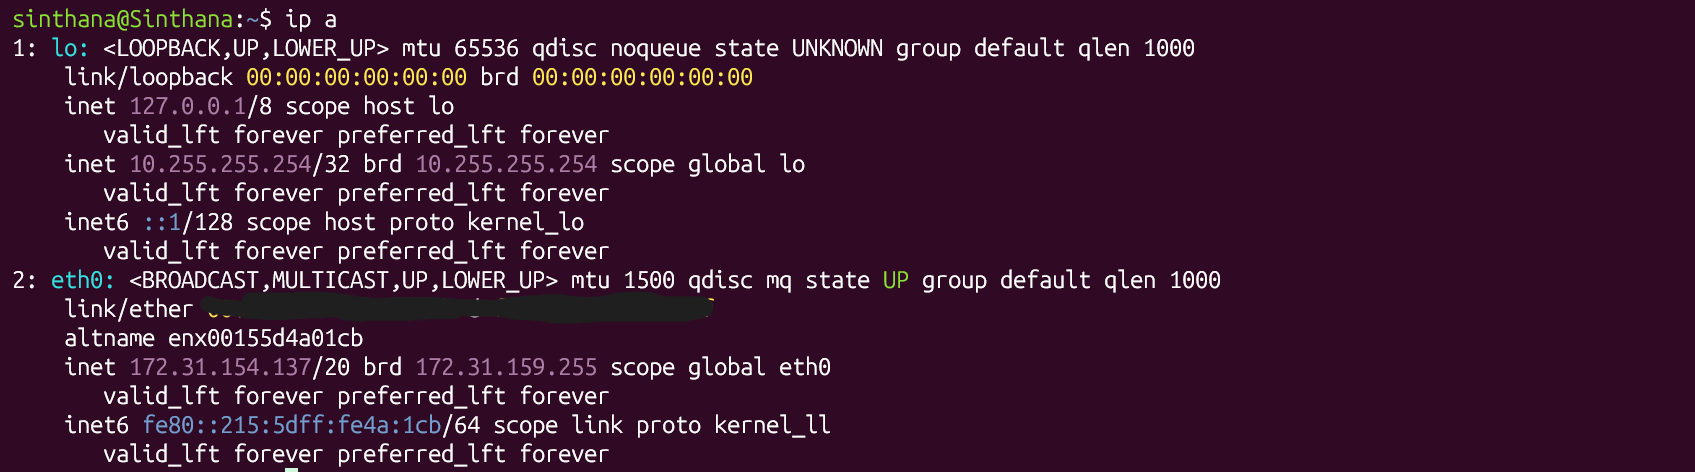 sinthana@Sinthana:~$ ip a
1: lo: <LOOPBACK,UP,LOWER_UP> mtu 65536 qdisc noqueue state UNKNOWN group default qlen 1000
link/loopback 00:00:00:00:00:00 brd 00:00:00:00:00:00
inet 127.0.0.1/8 scope host lo
valid_lft forever preferred_lft forever
inet 10.255.255.254/32 brd 10.255.255.254 scope global lo
valid_lft forever preferred_lft forever
inet6 ::1/128 scope host proto kernel_lo
valid_lft forever preferred_lft forever
2: eth0: <BROADCAST,MULTICAST,UP,LOWER_UP> mtu 1500 qdisc mq state UP group default qlen 1000
link/ether
altname enx00155d4a01cb
inet 172.31.154.137/20 brd 172.31.159.255 scope global eth0
valid_lft forever preferred_lft forever
inet6 fe80::215:5dff:fe4a:1cb/64 scope link proto kernel_ll
valid_lft forever preferred_lft forever